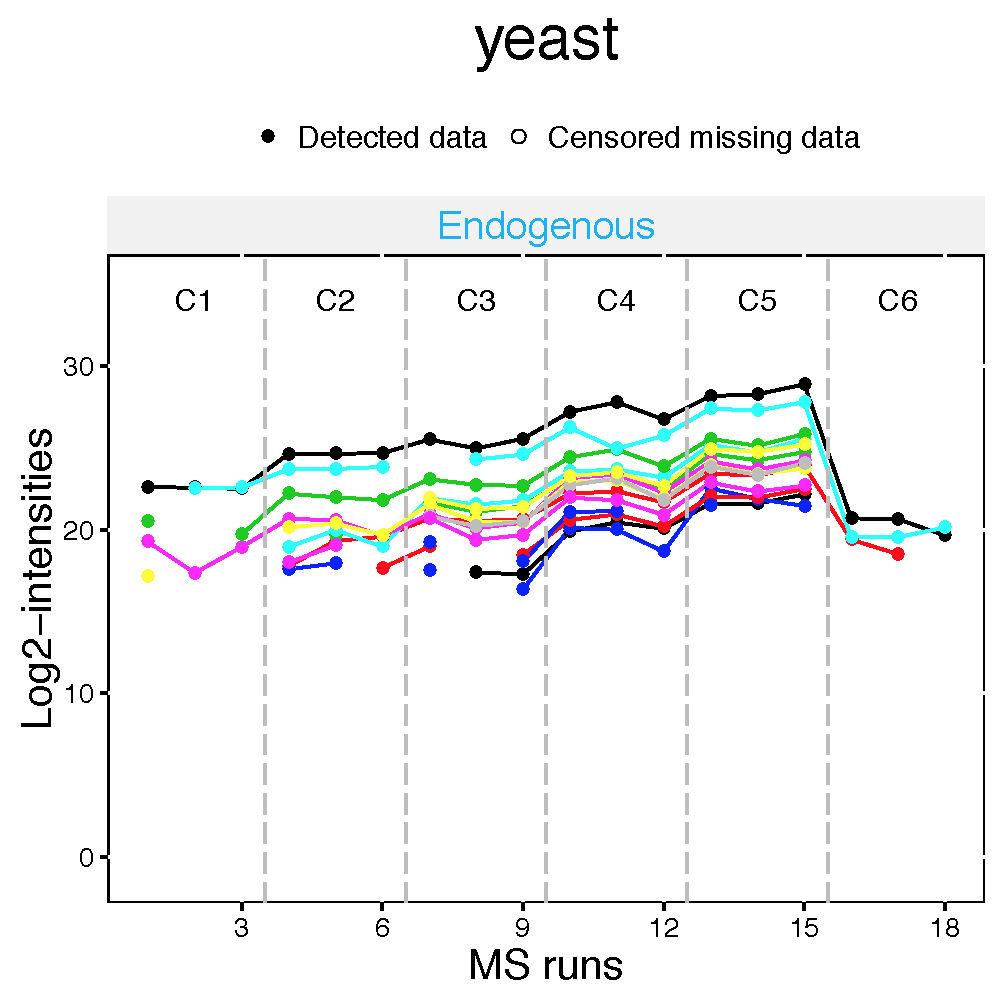 yeast
Detected data Censored missing data
Endogenous
C1 C2 C3 C4 C5 C6
30
20
10
0
Log2-intensities
3 6 9 12 15 18
MS runs